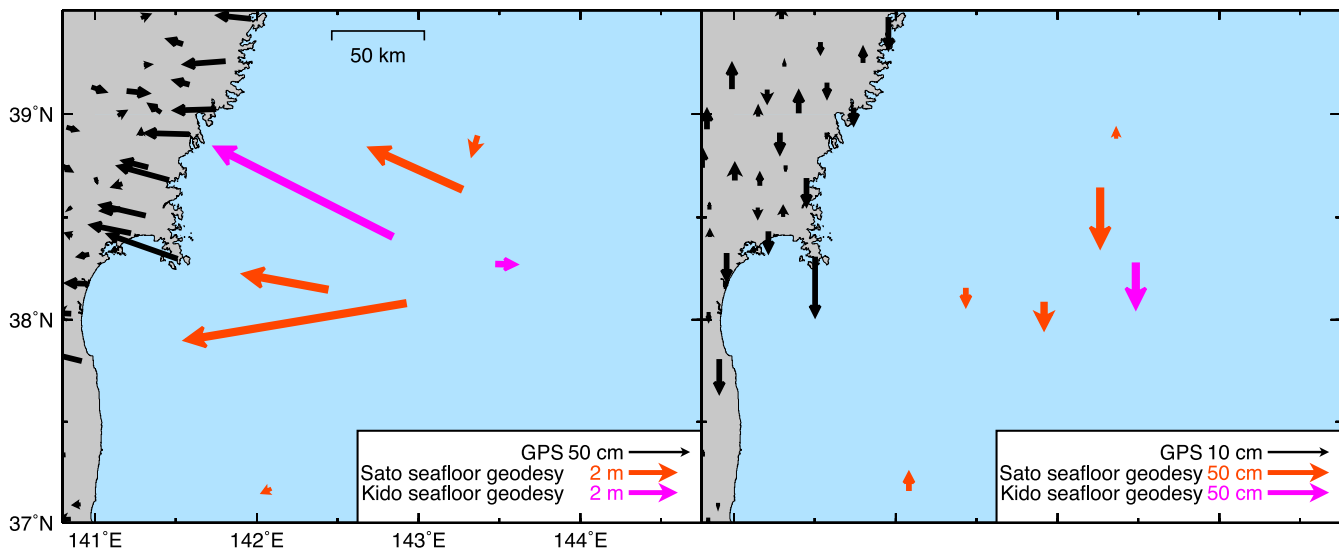 50 km
39˚N
38˚N
37˚N
141˚E
142˚E
143˚E
144˚E
GPS 50 cm
Sato seafloor geodesy 2 m
Kido seafloor geodesy 2 m
GPS 10 cm
Sato seafloor geodesy 50 cm
Kido seafloor geodesy 50 cm